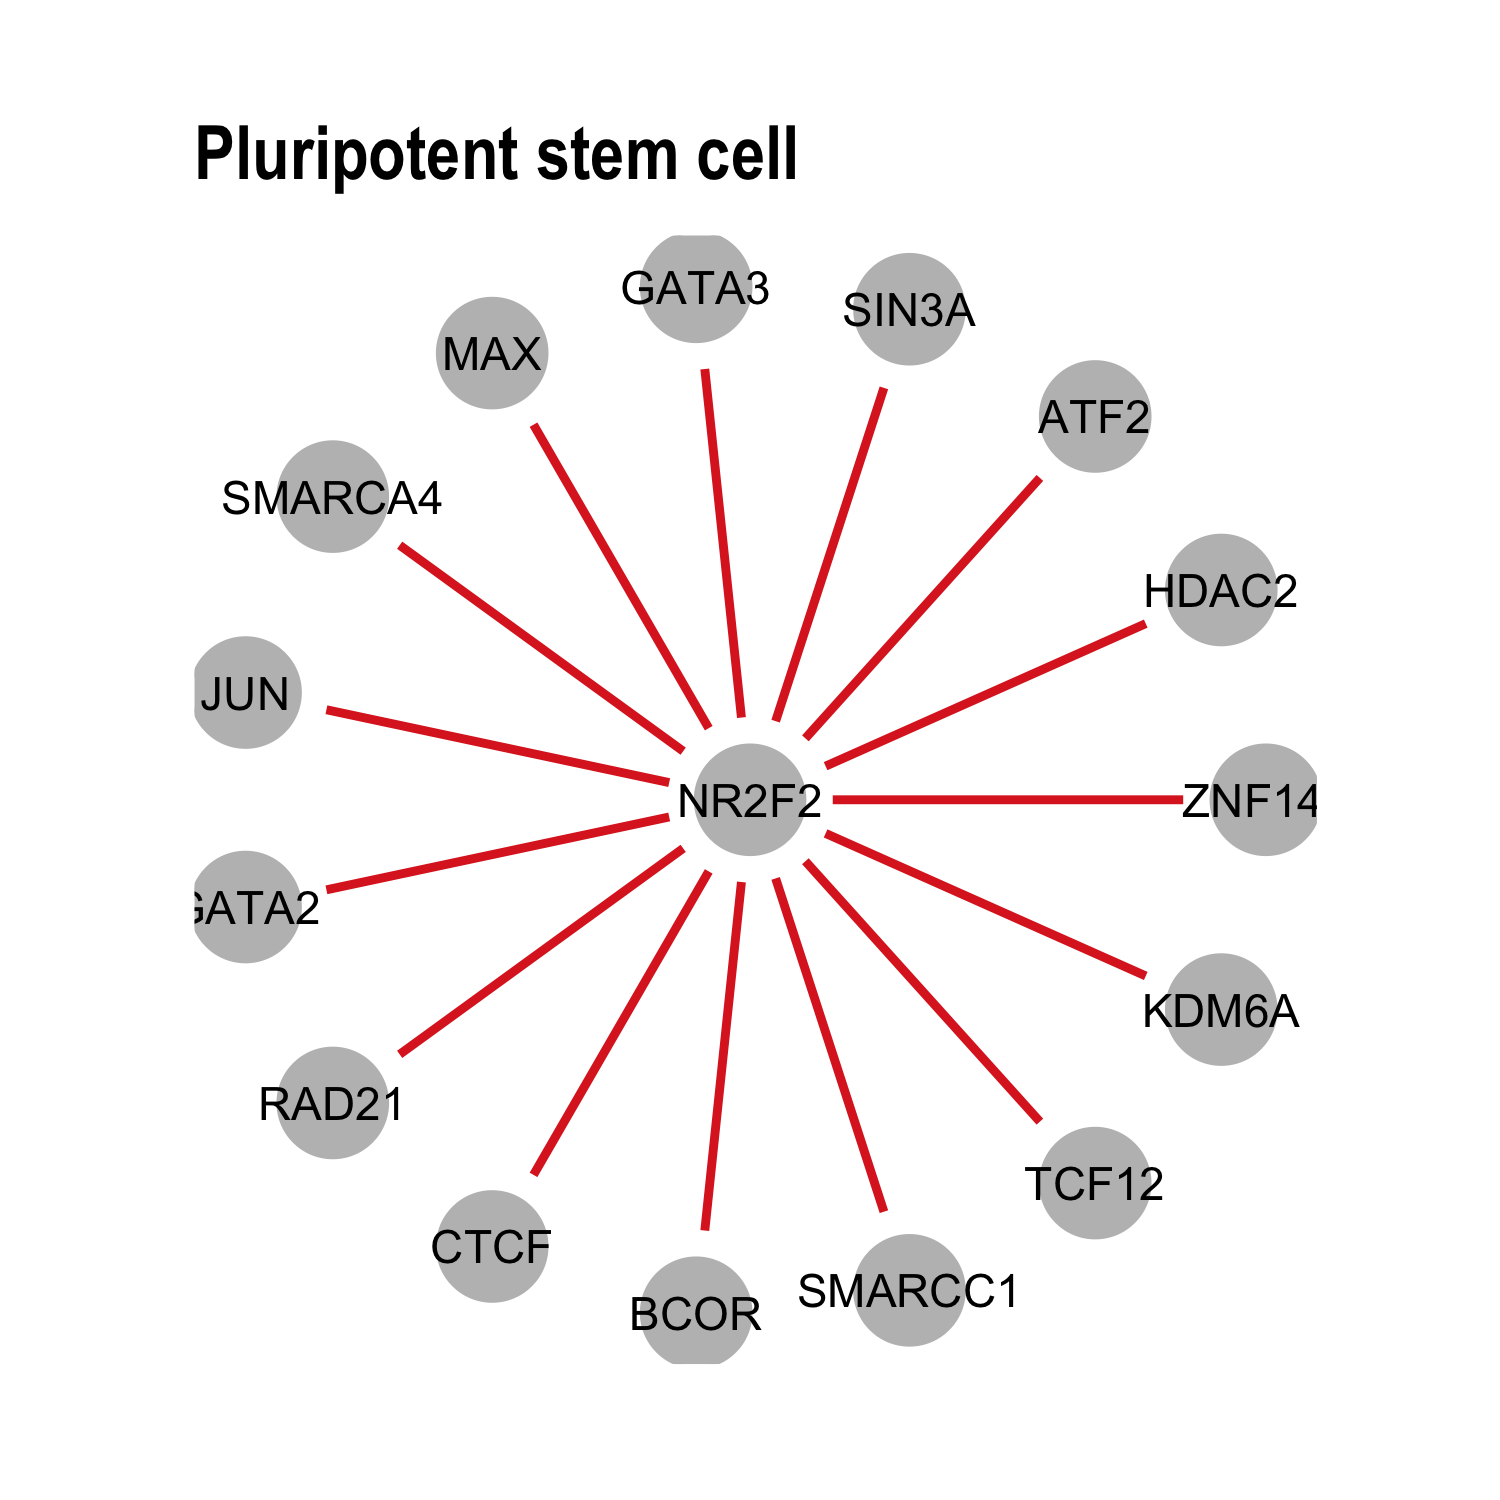 Pluripotent stem cell
GATA3
SIN3A
MAX
ATF2
SMARCA4
HDAC2
JUN
NR2F2
ZNF14
GATA2
KDM6A
RAD21
TCF12
CTCF
SMARCC1
BCOR